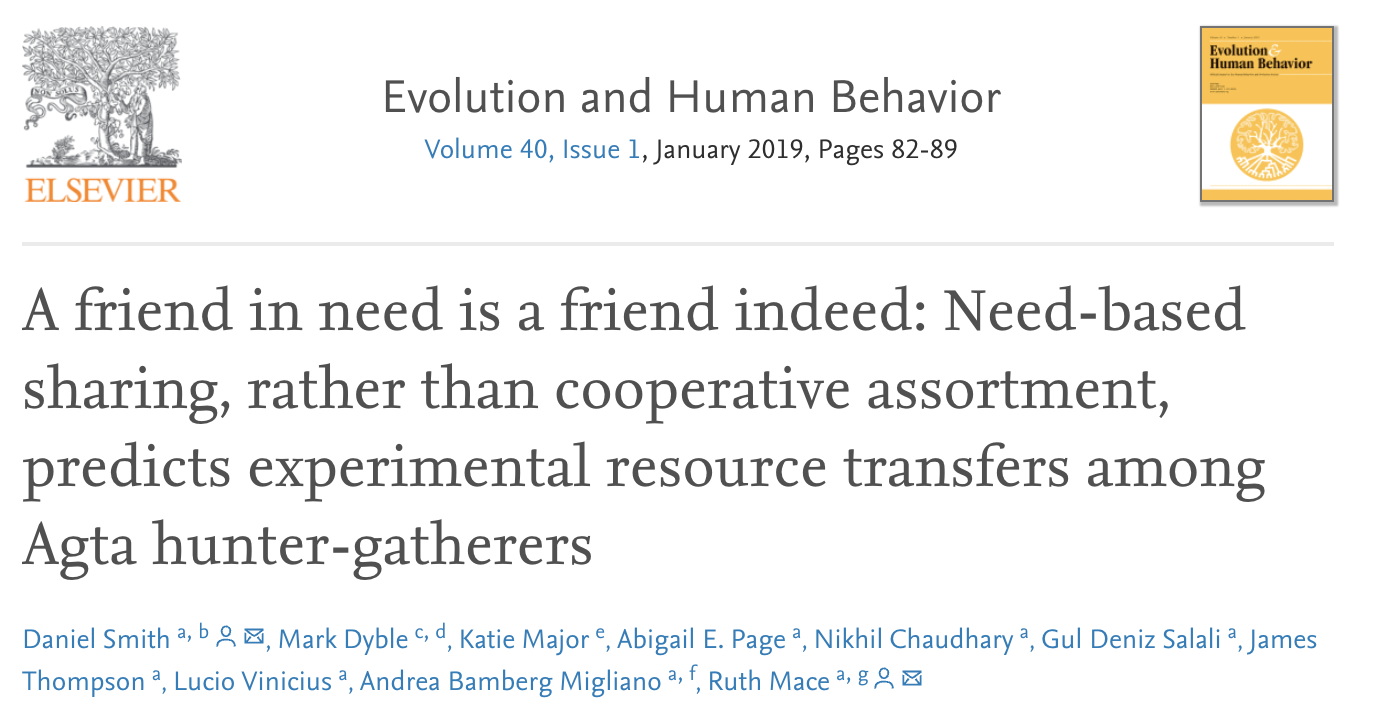 ELSEVIER
Evolution and Human Behavior
Volume 40, Issue 1, January 2019, Pages 82-89
Evolution &
Human Behavior
A friend in need is a friend indeed: Need-based
sharing, rather than cooperative assortment,
predicts experimental resource transfers among
Agta hunter-gatherers
Daniel Smith a, b, Mark Dyble c, d, Katie Major e, Abigail E. Page a, Nikhil Chaudhary a, Gul Deniz Salali a, James
Thompson a, Lucio Vinicius a, Andrea Bamberg Migliano a, f, Ruth Mace a, g